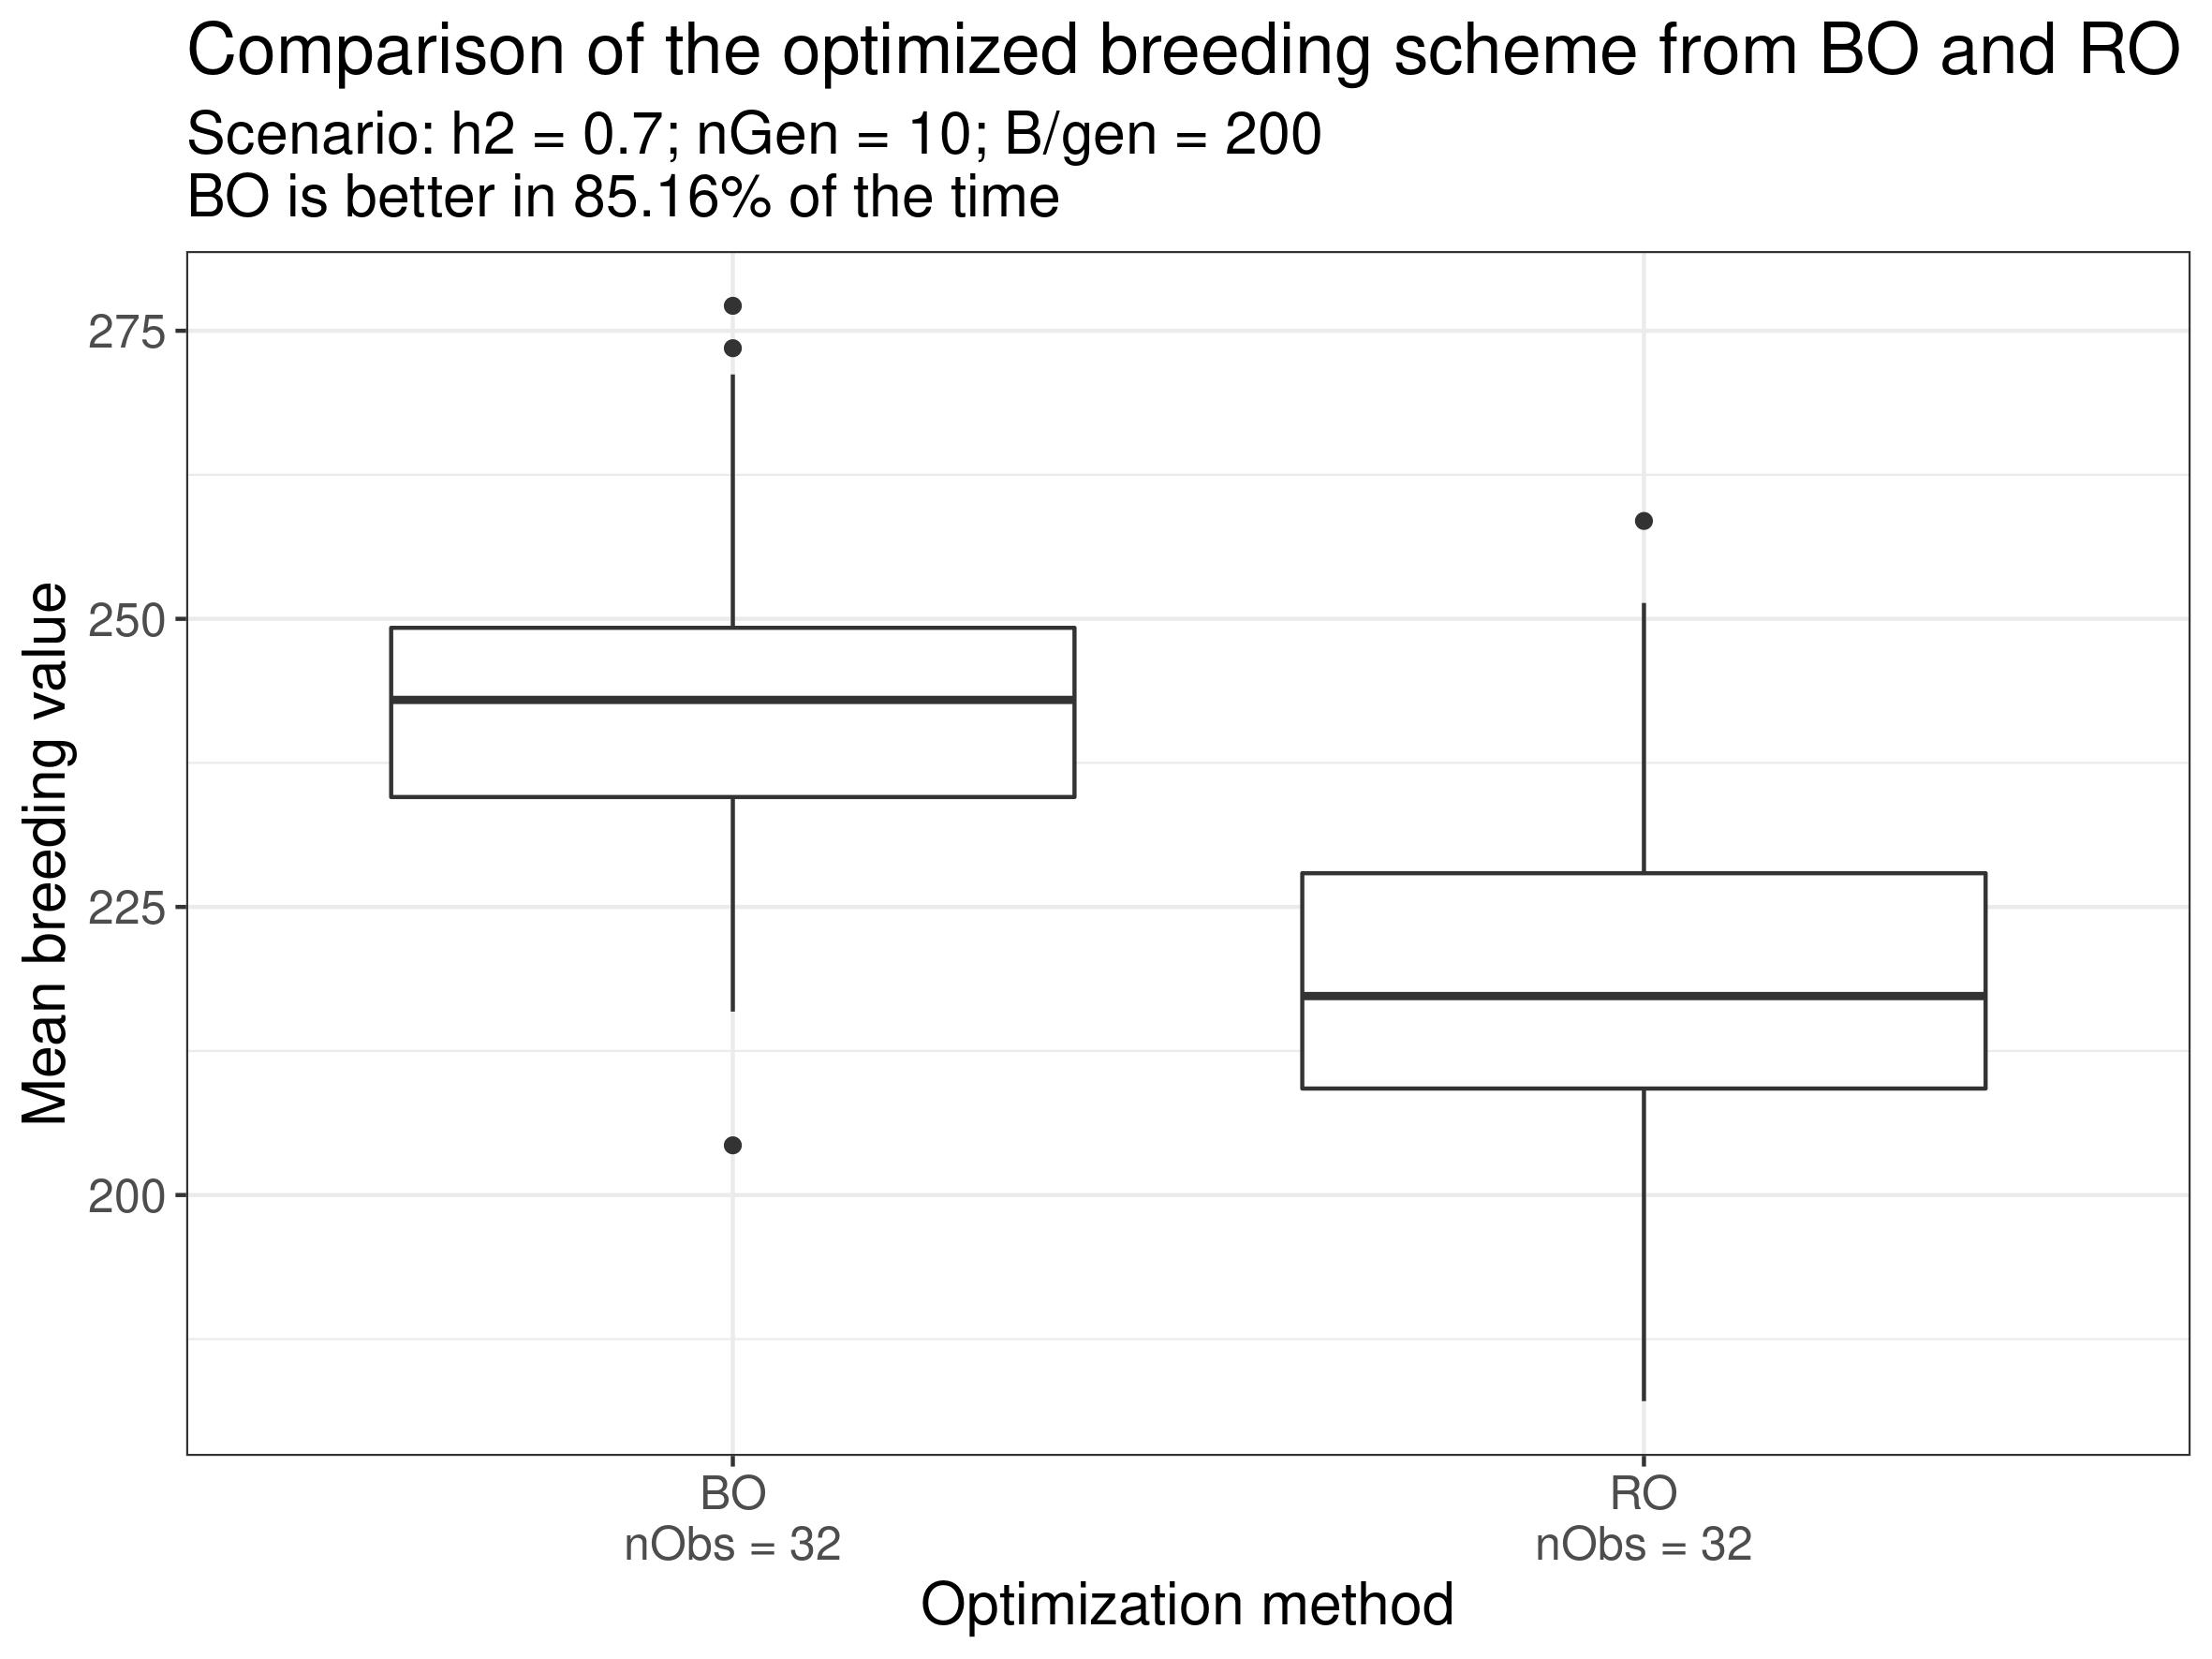 Comparison of the optimized breeding scheme from BO and RO
Scenario: h2 = 0.7; nGen = 10; B/gen = 200
BO is better in 85.16% of the time
Mean breeding value
275
250
225
200
BO
nObs = 32
RO
nObs = 32
Optimization method